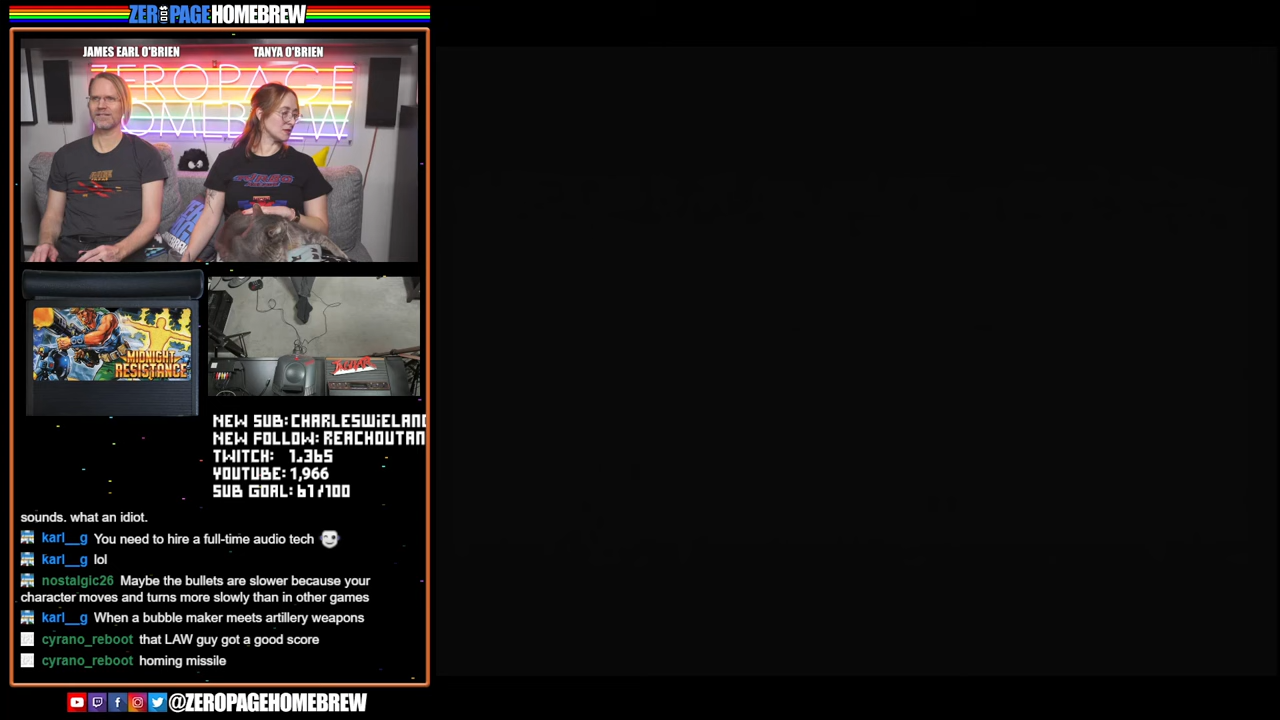 ZEROPAGE HOMEBREW
JAMES EARL O'BRIEN
TANYA O'BRIEN
ZEROPAGE
HOMEBREW
MIDNIGHT
RESISTANCE
NEW SUB: CHARLESWIELAND
NEW FOLLOW: REACHOUTAN
TWITCH: 1,365
YOUTUBE: 1,966
SUB GOAL: 67/100
sounds. what an idiot.
karl__g You need to hire a full-time audio tech
karl__g lol
nostalgic26 Maybe the bullets are slower because your
character moves and turns more slowly than in other games
karl__g When a bubble maker meets artillery weapons
cyrano_reboot that LAW guy got a good score
cyrano_reboot homing missile
@ZEROPAGEHOMEBREW